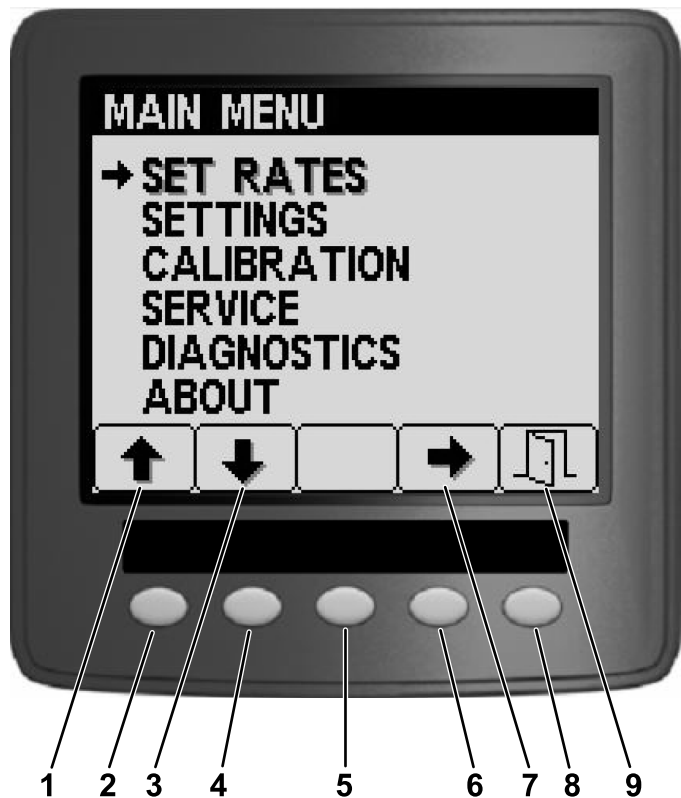 MAIN MENU
SET RATES
SETTINGS
CALIBRATION
SERVICE
DIAGNOSTICS
ABOUT
1 2 3 4 5 6 7 8 9